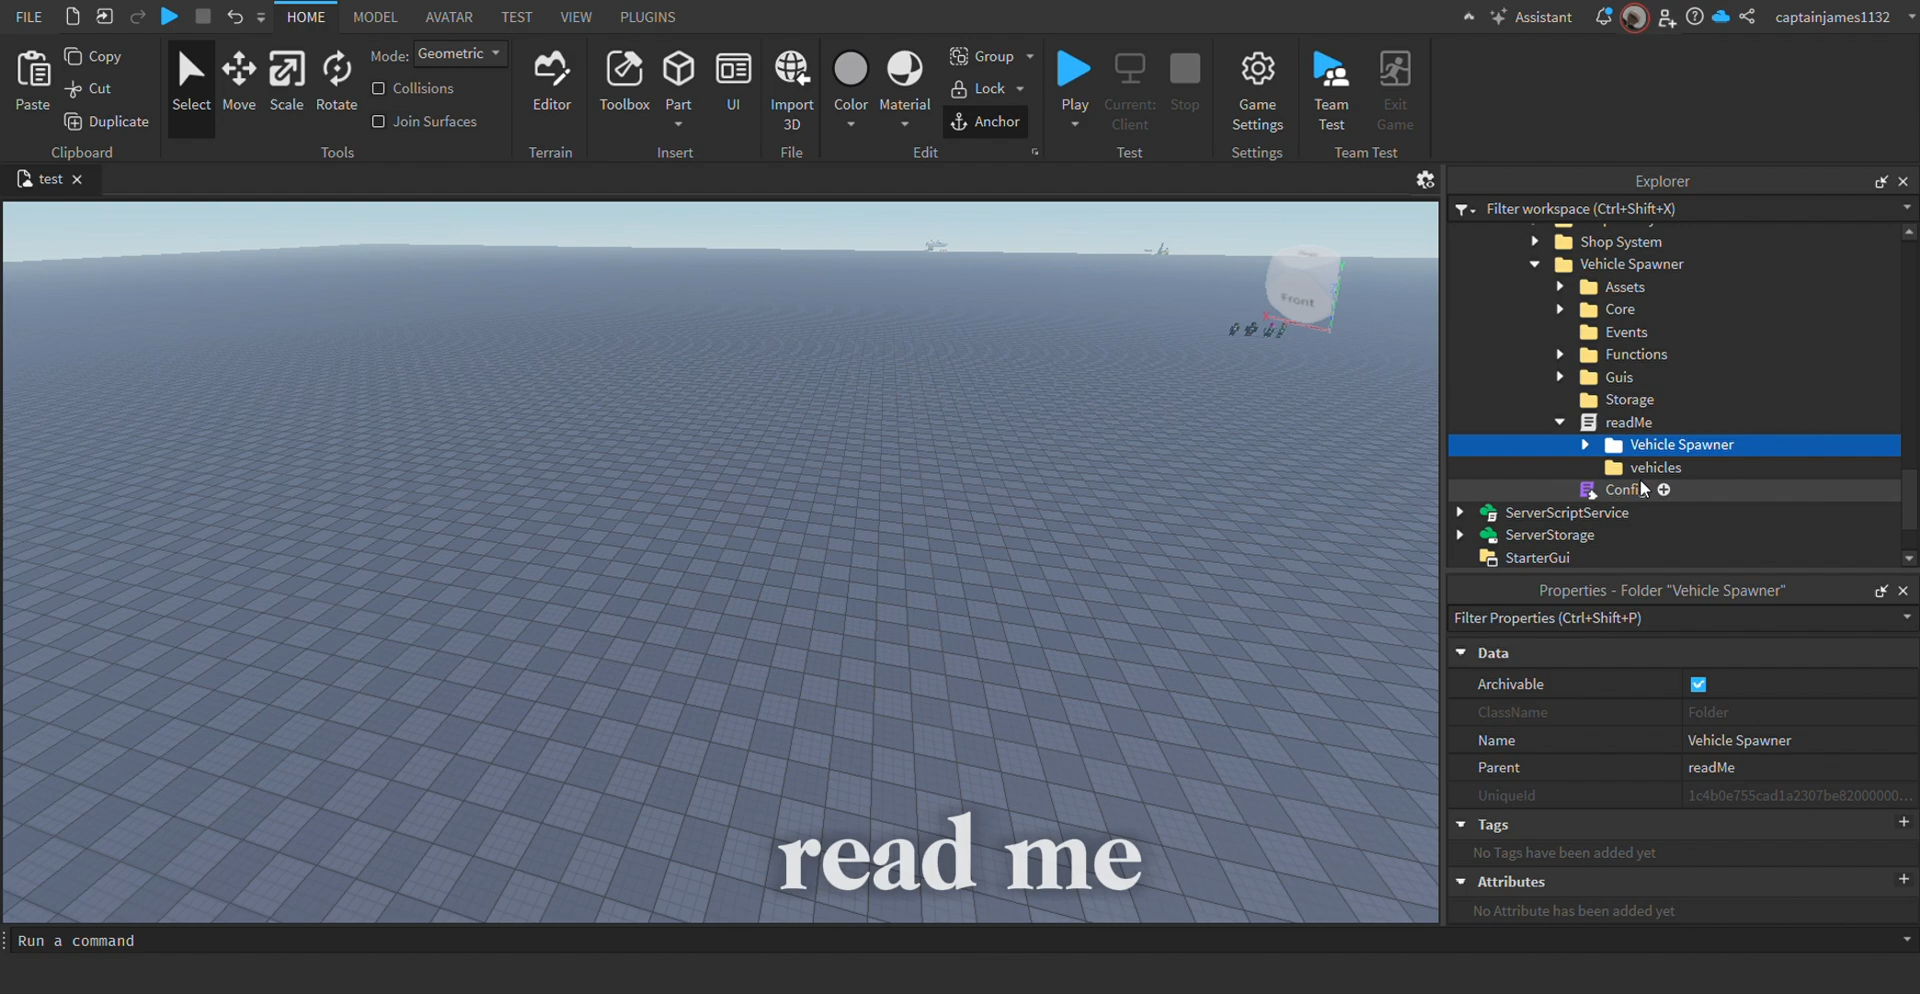 FILE HOME MODEL AVATAR TEST VIEW PLUGINS Assistant captainjames1132
Paste Copy Cut Duplicate Clipboard
Select Move Scale Rotate Mode: Geometric Collisions Join Surfaces Tools
Editor Terrain
Toolbox Part UI Insert
Import 3D File
Color Material Group Lock Anchor Edit
Play Current: Client Stop Test
Game Settings Settings
Team Test Exit Game Team Test
test
Front
read me
Explorer
Filter workspace (Ctrl+Shift+X)
Shop System
Vehicle Spawner
Assets
Core
Events
Functions
Guis
Storage
readMe
Vehicle Spawner
vehicles
Confi
ServerScriptService
ServerStorage
StarterGui
Properties - Folder "Vehicle Spawner"
Filter Properties (Ctrl+Shift+P)
Data
Archivable
ClassName Folder
Name Vehicle Spawner
Parent readMe
UniqueId 1c4b0e755cad1a2307be82000000...
Tags
No Tags have been added yet
Attributes
No Attribute has been added yet
Run a command